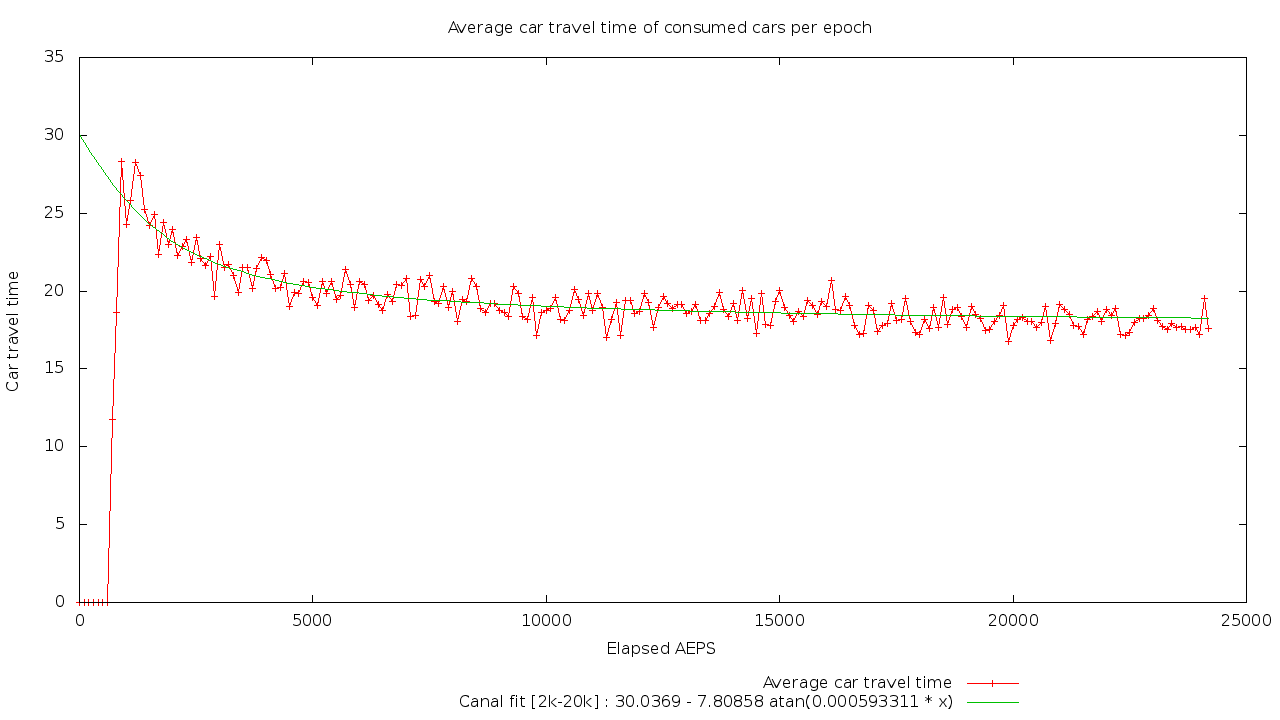 Average car travel time of consumed cars per epoch
35
30
25
20
15
10
5
0
Car travel time
0 5000 10000 15000 20000 25000
Elapsed AEPS
Average car travel time
Canal fit [2k-20k] : 30.0369 - 7.80858 atan(0.000593311 * x)